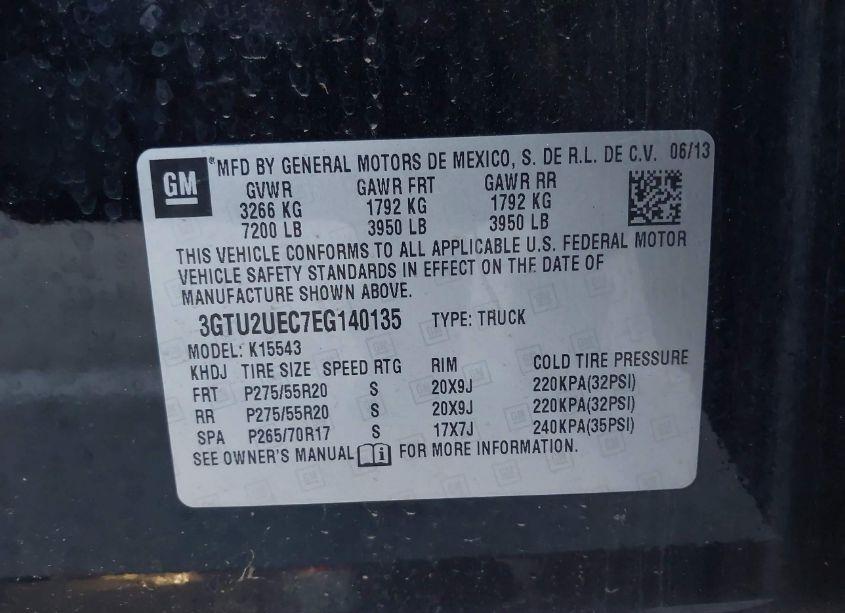 GM ®MFD BY GENERAL MOTORS DE MEXICO, S. DE R.L. DE C.V. 06/13
GVWR GAWR FRT GAWR RR
3266 KG 1792 KG 1792 KG
7200 LB 3950 LB 3950 LB
THIS VEHICLE CONFORMS TO ALL APPLICABLE U.S. FEDERAL MOTOR
VEHICLE SAFETY STANDARDS IN EFFECT ON THE DATE OF
MANUFACTURE SHOWN ABOVE.
3GTU2UEC7EG140135 TYPE: TRUCK
MODEL: K15543
KHDJ TIRE SIZE SPEED RTG RIM COLD TIRE PRESSURE
FRT P275/55R20 S 20X9J 220KPA(32PSI)
RR P275/55R20 S 20X9J 220KPA(32PSI)
SPA P265/70R17 S 17X7J 240KPA(35PSI)
SEE OWNER'S MANUAL i FOR MORE INFORMATION.